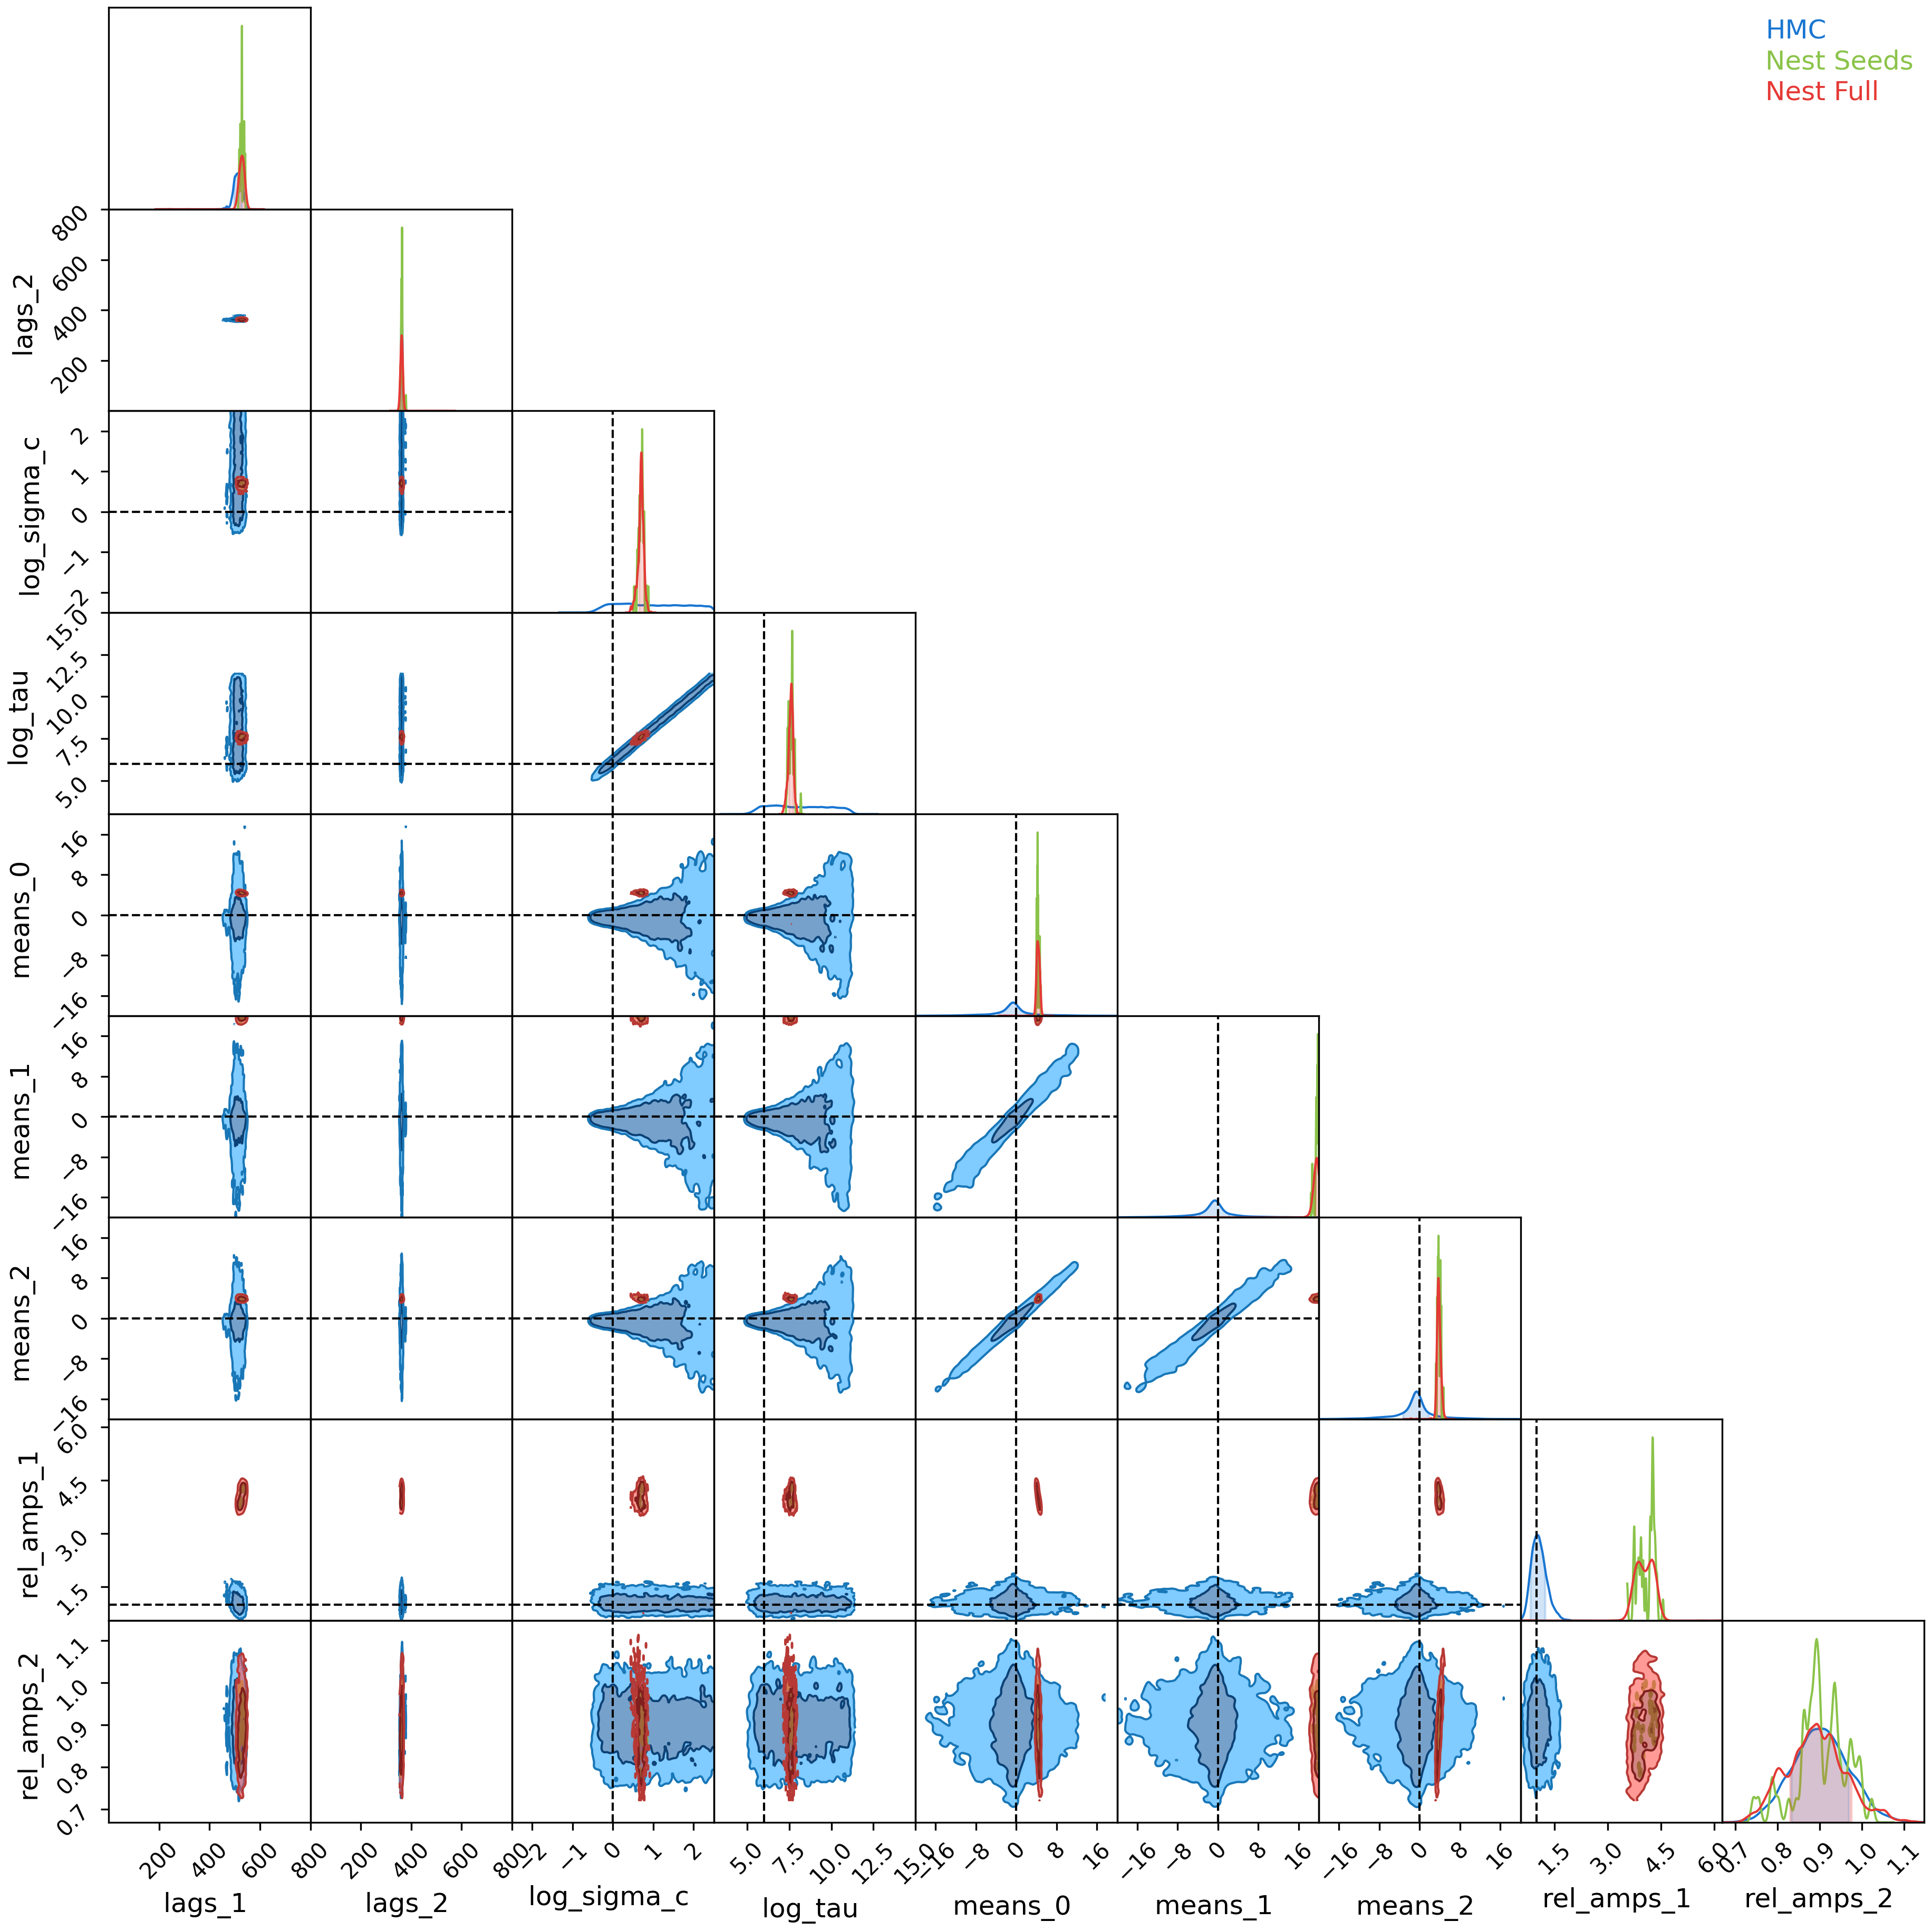 HMC
Nest Seeds
Nest Full
800
600
400
200
lags_2
2
1
0
−1
−2
log_sigma_c
15.0
12.5
10.0
7.5
5.0
log_tau
16
8
0
−8
−16
means_0
16
8
0
−8
−16
means_1
16
8
0
−8
−16
means_2
6.0
4.5
3.0
1.5
rel_amps_1
1.1
1.0
0.9
0.8
0.7
rel_amps_2
200 400 600 800
200 400 600 800
−2 −1 0 1 2
5.0 7.5 10.0 12.5 15.0
−16 −8 0 8 16
−16 −8 0 8 16
−16 −8 0 8 16
1.5 3.0 4.5 6.0
0.7 0.8 0.9 1.0 1.1
lags_1 lags_2 log_sigma_c log_tau means_0 means_1 means_2 rel_amps_1 rel_amps_2